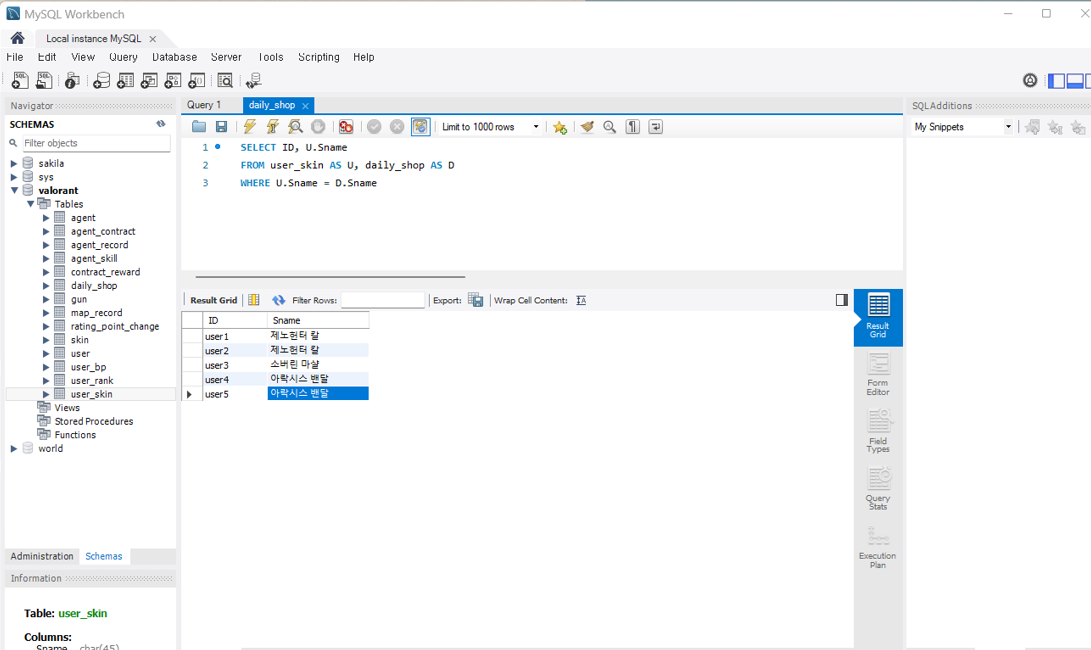 MySQL Workbench
Local instance MySQL
File Edit View Query Database Server Tools Scripting Help
Navigator
SCHEMAS
Filter objects
sakila
sys
valorant
Tables
agent
agent_contract
agent_record
agent_skill
contract_reward
daily_shop
gun
map_record
rating_point_change
skin
user
user_bp
user_rank
user_skin
Views
Stored Procedures
Functions
world
Administration Schemas
Information
Table: user_skin
Columns:
Sname char(45)
Query 1 daily_shop
Limit to 1000 rows
1 SELECT ID, U.Sname
2 FROM user_skin AS U, daily_shop AS D
3 WHERE U.Sname = D.Sname
Result Grid Filter Rows: Export: Wrap Cell Content:
ID Sname
user1 제노헌터 칼
user2 제노헌터 칼
user3 소버린 마샬
user4 아락시스 밴달
user5 아락시스 밴달
Result Grid
Form Editor
Field Types
Query Stats
Execution Plan
SQLAdditions
My Snippets